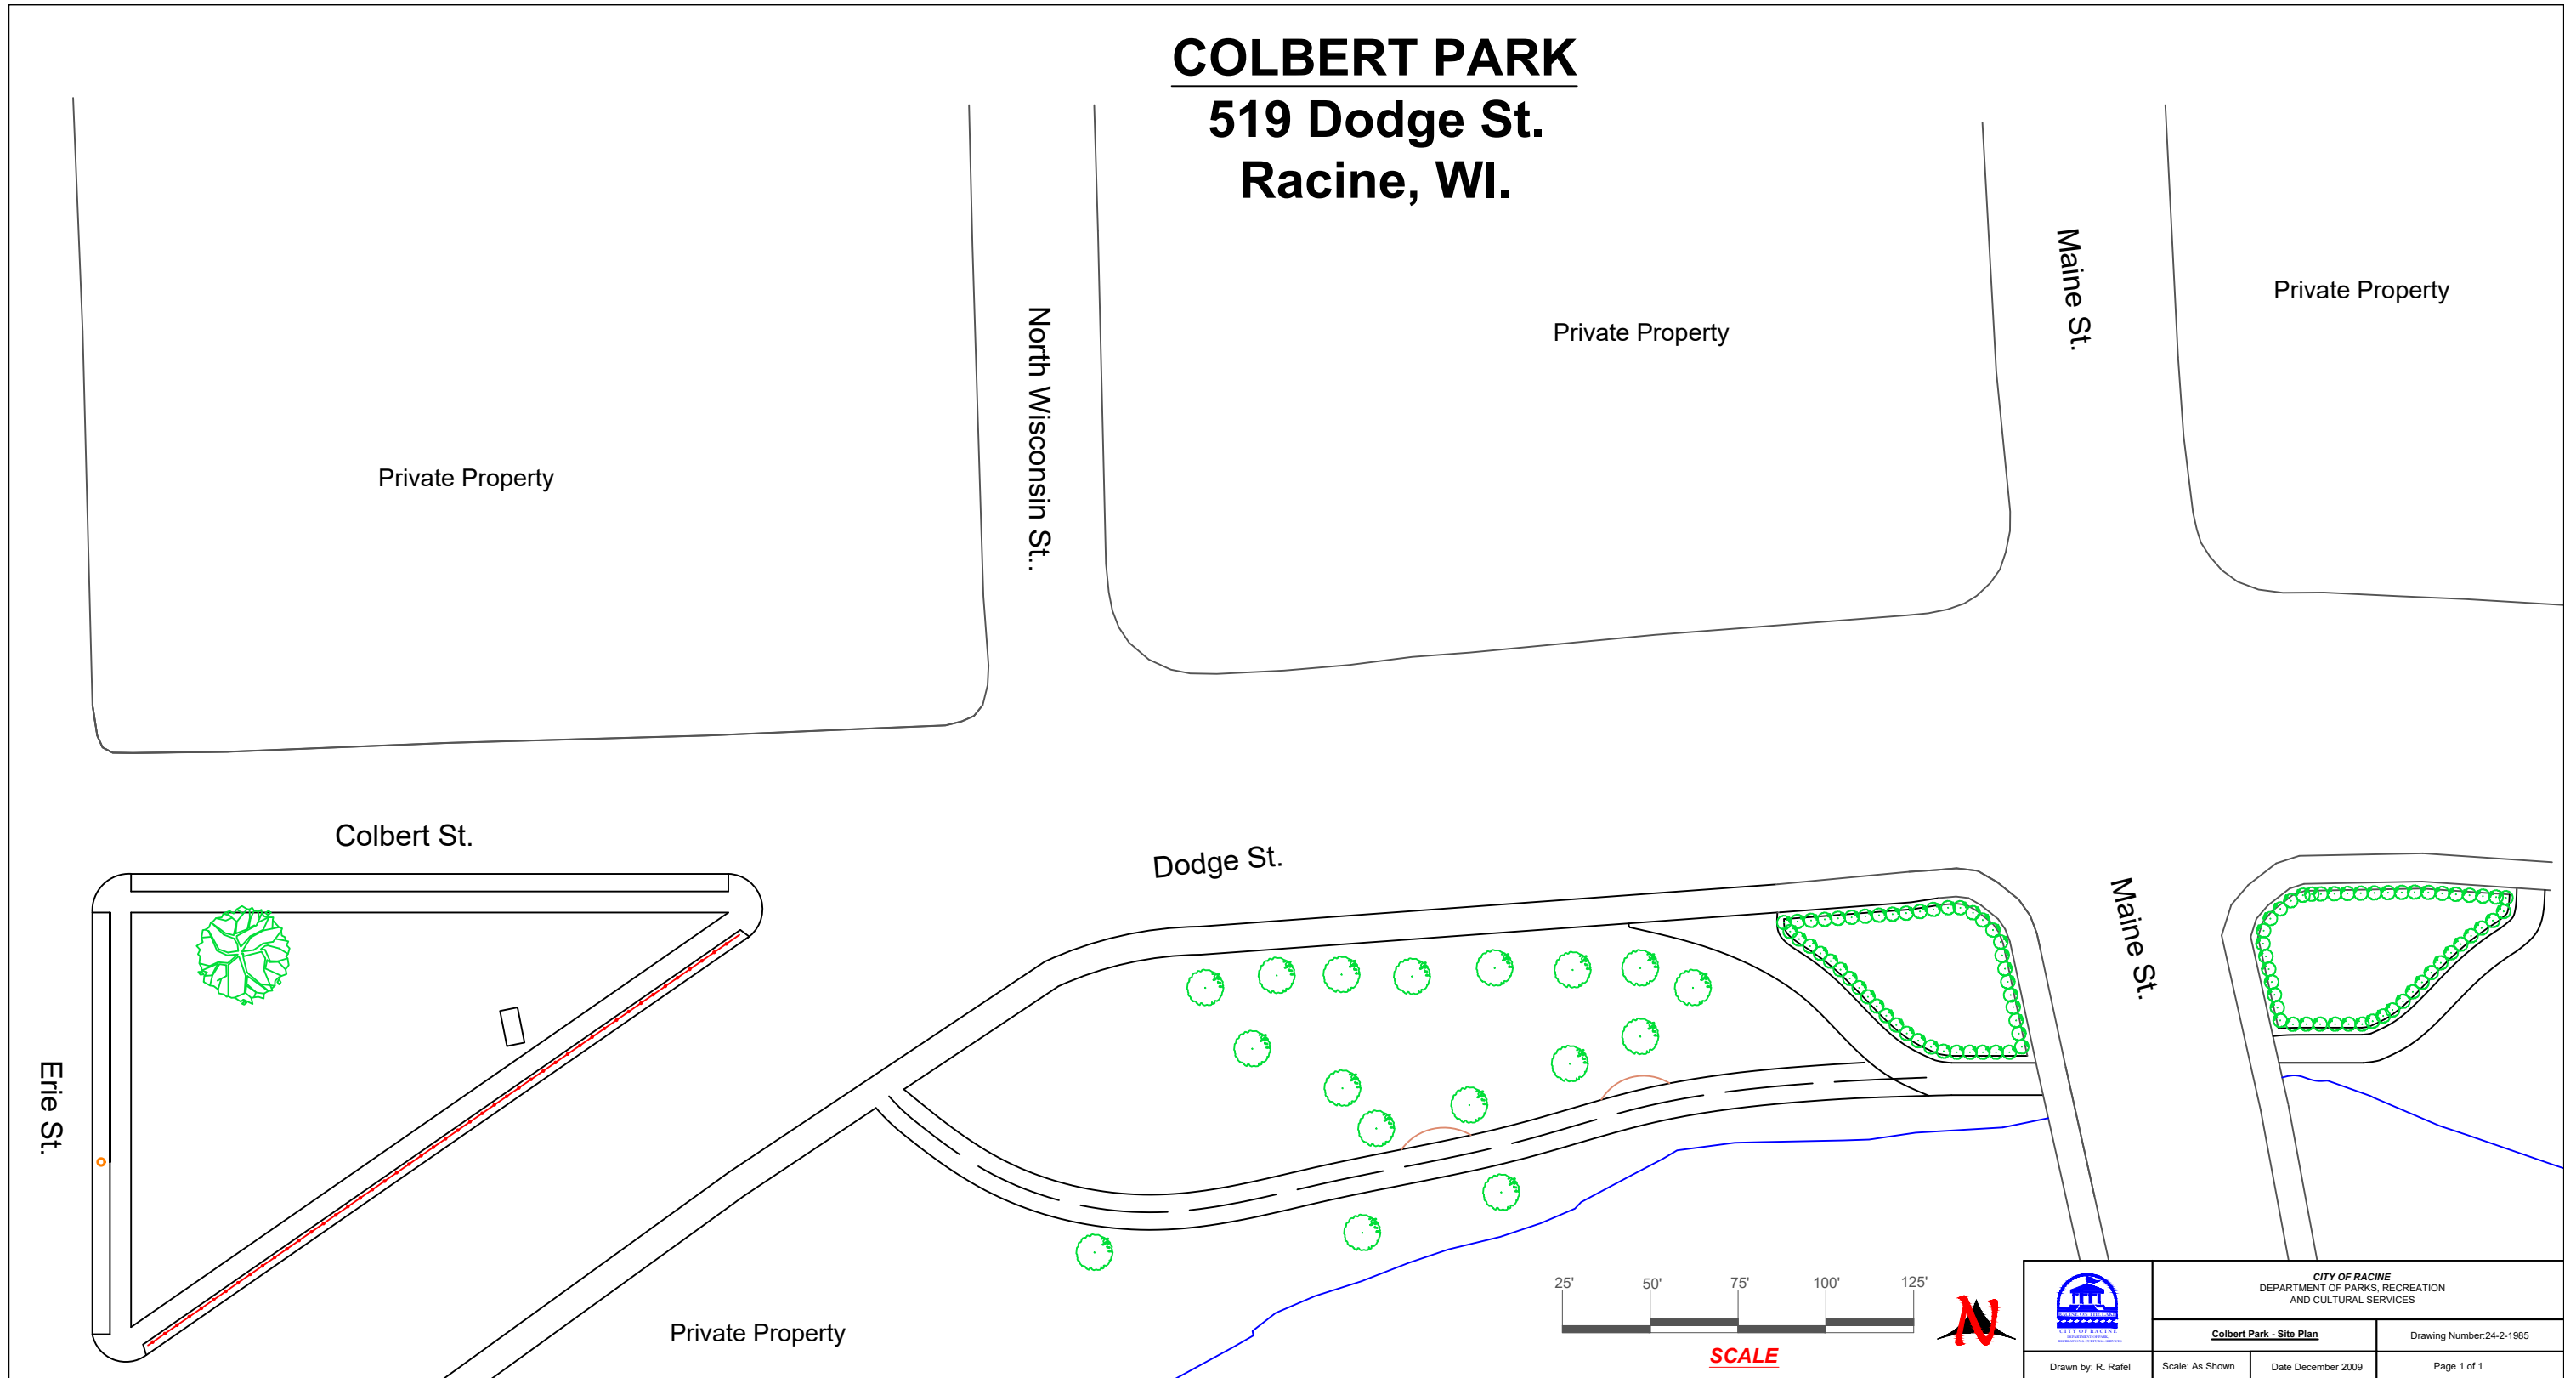 COLBERT PARK
519 Dodge St.
Racine, WI.
Maine St.
Private Property
Private Property
North Wisconsin St..
Private Property
Colbert St.
Dodge St.
Maine St.
Erie St.
Private Property
25' 50' 75' 100' 125'
SCALE
N
CITY OF RACINE
CITY OF RACINE
DEPARTMENT OF PARKS, RECREATION
AND CULTURAL SERVICES
Colbert Park - Site Plan
Drawing Number:24-2-1985
Drawn by: R. Rafel
Scale: As Shown
Date December 2009
Page 1 of 1